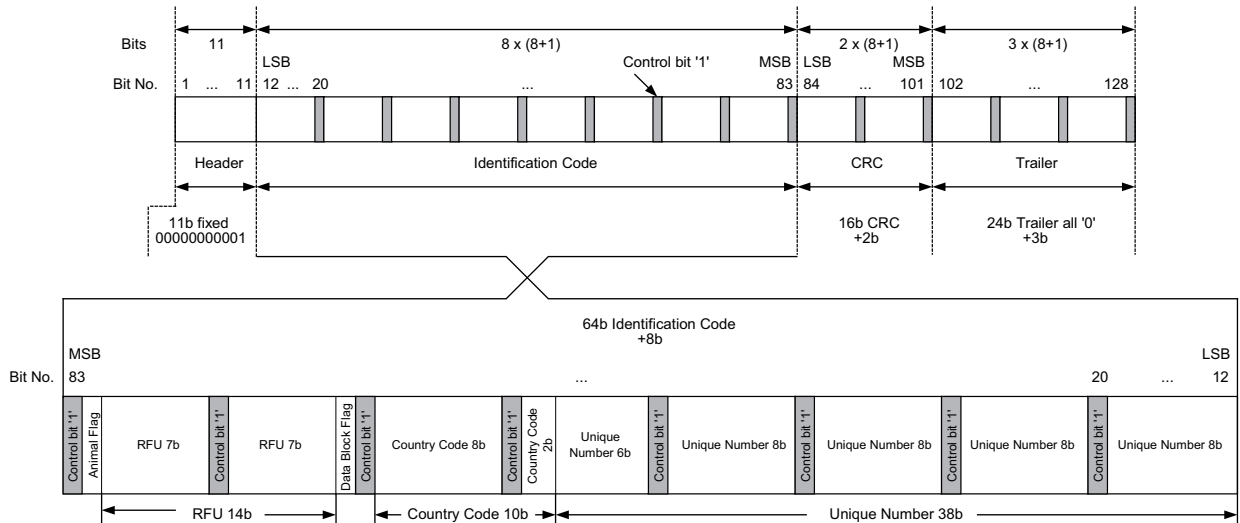 Bits 11 8 x (8+1) 2 x (8+1) 3 x (8+1)
LSB Control bit '1' MSB LSB MSB
Bit No. 1 ... 11 12 ... 20 ... 83 84 ... 101 102 ... 128
Header Identification Code CRC Trailer
11b fixed 16b CRC 24b Trailer all '0'
00000000001 +2b +3b
64b Identification Code
+8b
MSB LSB
Bit No. 83 ... 20 ... 12
Control bit '1'
Animal Flag
RFU 7b
Control bit '1'
RFU 7b
Data Block Flag
Control bit '1'
Country Code 8b
Control bit '1'
Country Code
2b
Unique
Number 6b
Control bit '1'
Unique Number 8b
Control bit '1'
Unique Number 8b
Control bit '1'
Unique Number 8b
Control bit '1'
Unique Number 8b
RFU 14b Country Code 10b Unique Number 38b